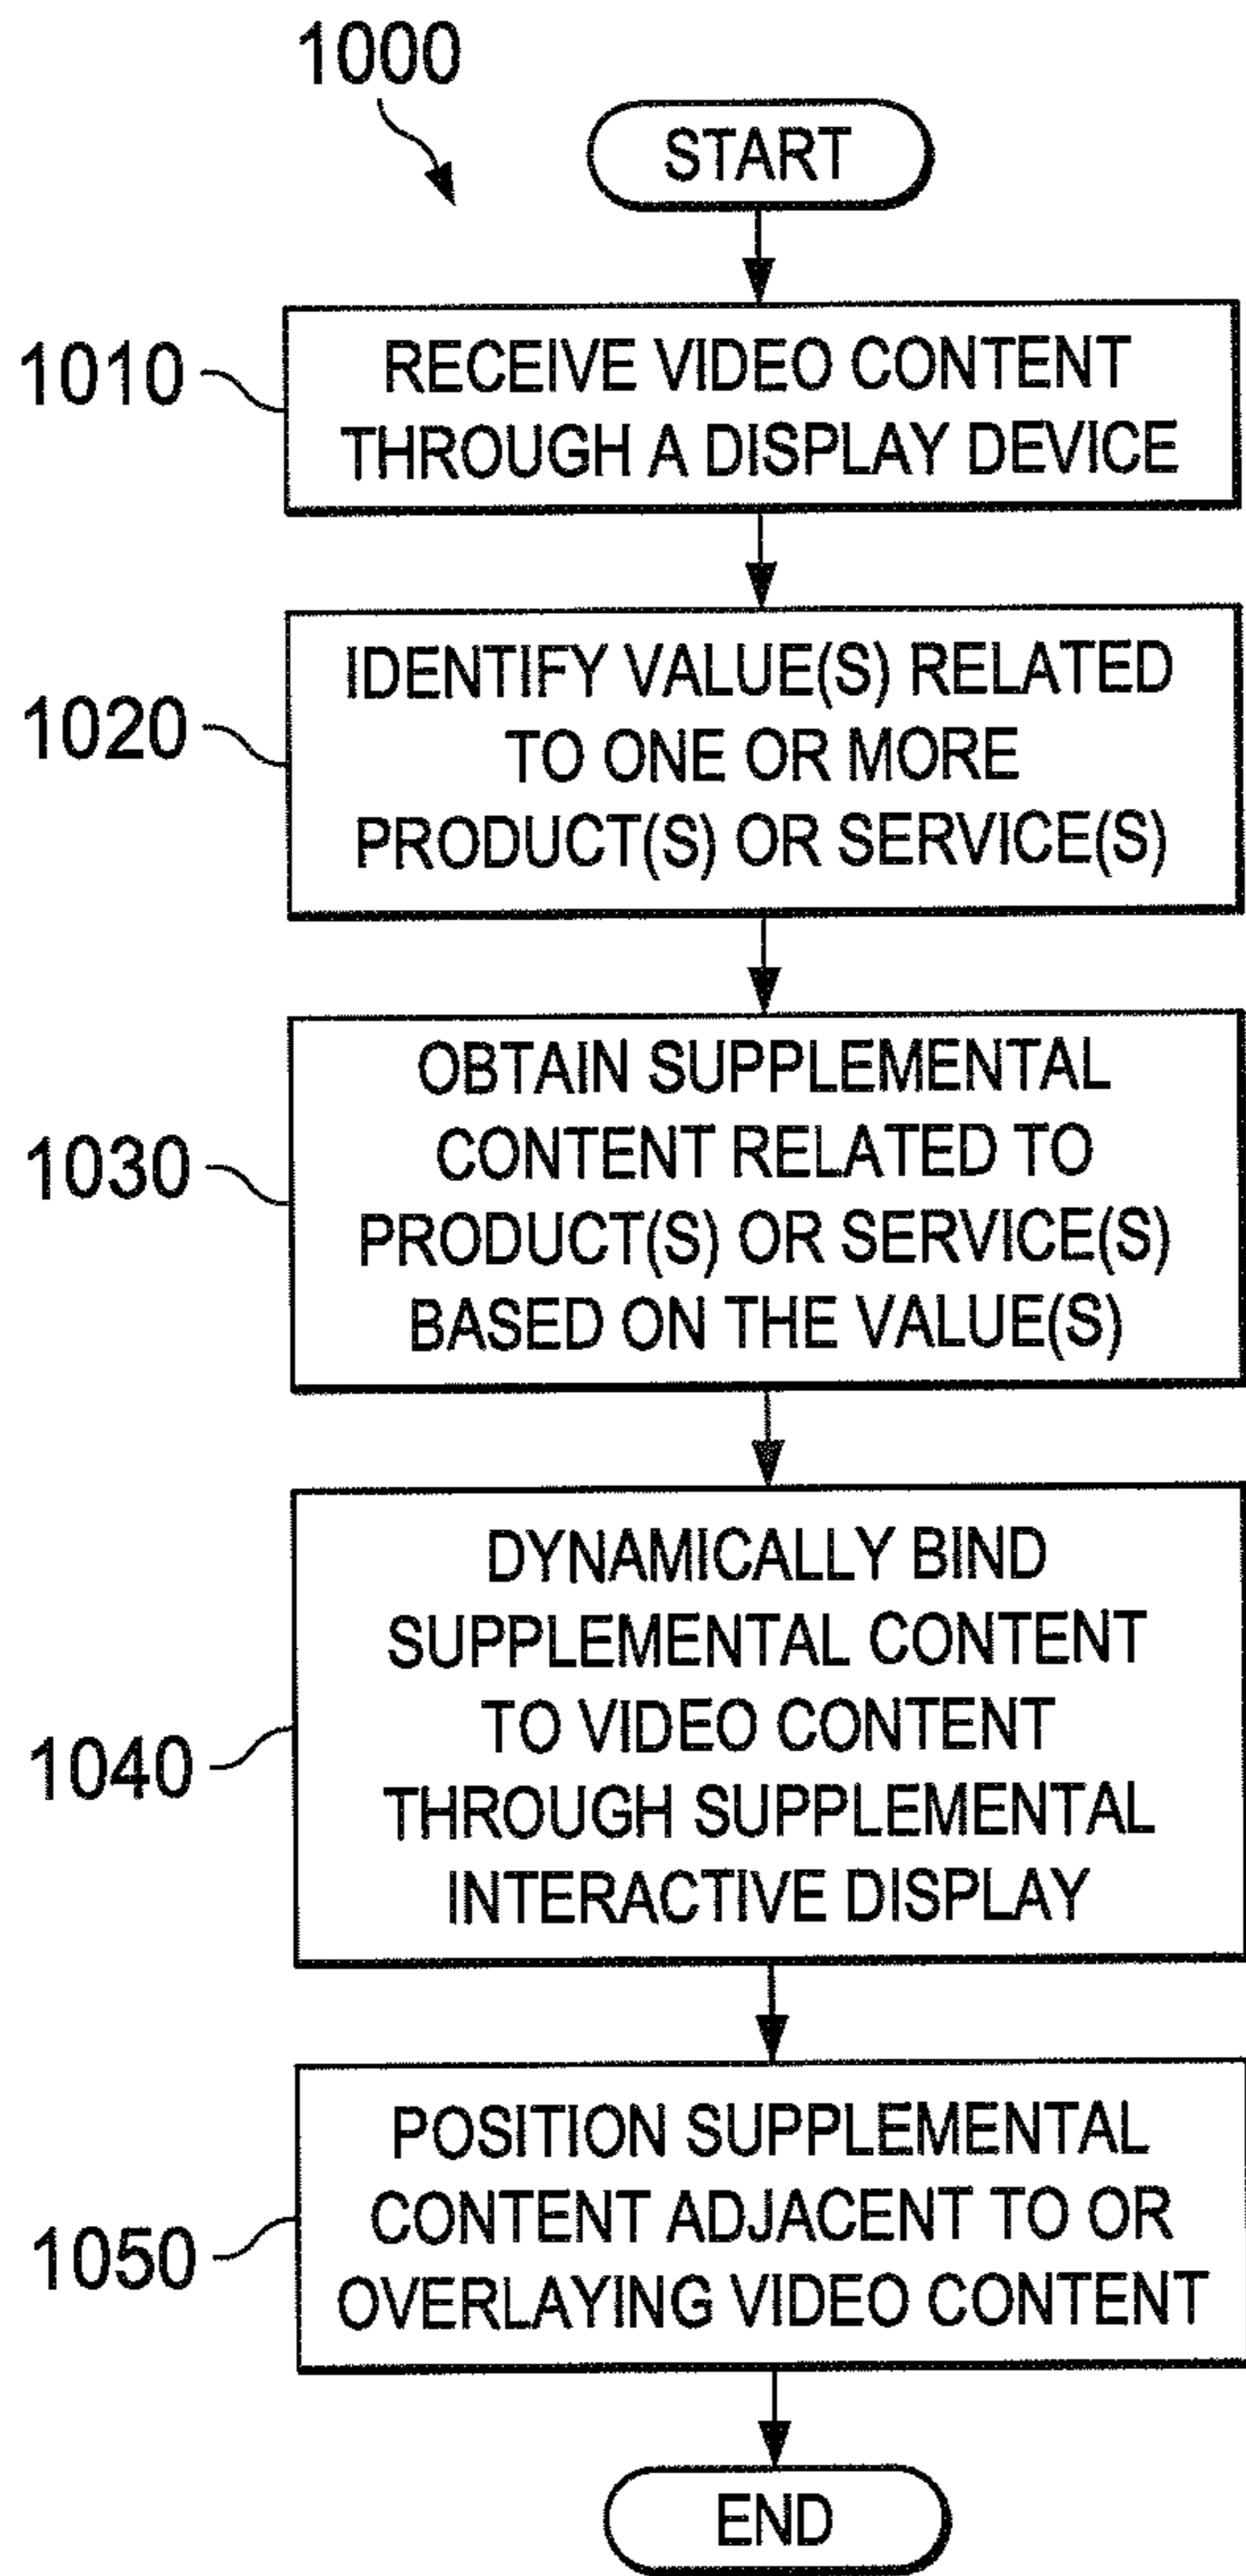 1000
START
1010
RECEIVE VIDEO CONTENT
THROUGH A DISPLAY DEVICE
1020
IDENTIFY VALUE(S) RELATED
TO ONE OR MORE
PRODUCT(S) OR SERVICE(S)
1030
OBTAIN SUPPLEMENTAL
CONTENT RELATED TO
PRODUCT(S) OR SERVICE(S)
BASED ON THE VALUE(S)
1040
DYNAMICALLY BIND
SUPPLEMENTAL CONTENT
TO VIDEO CONTENT
THROUGH SUPPLEMENTAL
INTERACTIVE DISPLAY
1050
POSITION SUPPLEMENTAL
CONTENT ADJACENT TO OR
OVERLAYING VIDEO CONTENT
END